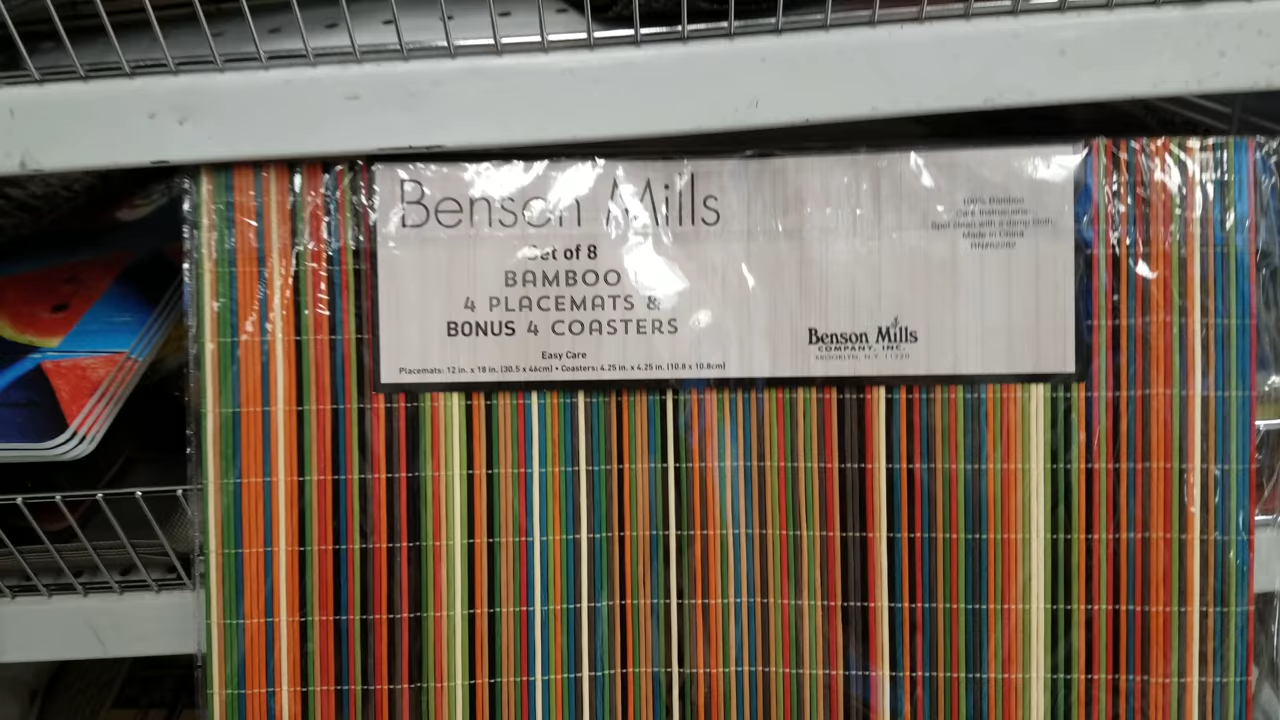 Benson Mills
Set of 8
BAMBOO
4 PLACEMATS &
BONUS 4 COASTERS
Easy Care
Placemats: 12 in. x 18 in. (30.5 x 46cm) • Coasters: 4.25 in. x 4.25 in. (10.8 x 10.8cm)
100% Bamboo
Care Instructions:
Spot clean with a damp cloth.
Made in China
Benson Mills
COMPANY, INC.
BROOKLYN, N.Y. 11220